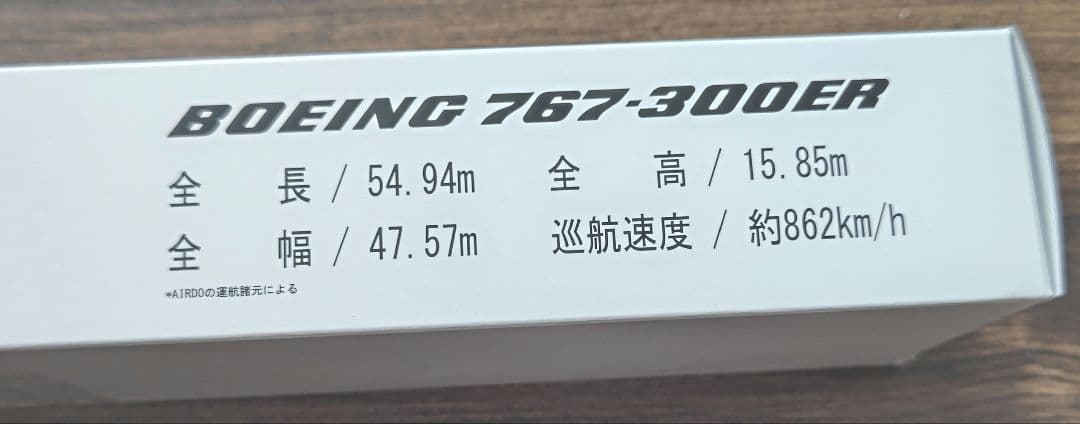 BOEING 767-300ER
全 長 / 54.94m 全 高 / 15.85m
全 幅 / 47.57m 巡航速度 / 約862km/h
*AIRDOの運航諸元による